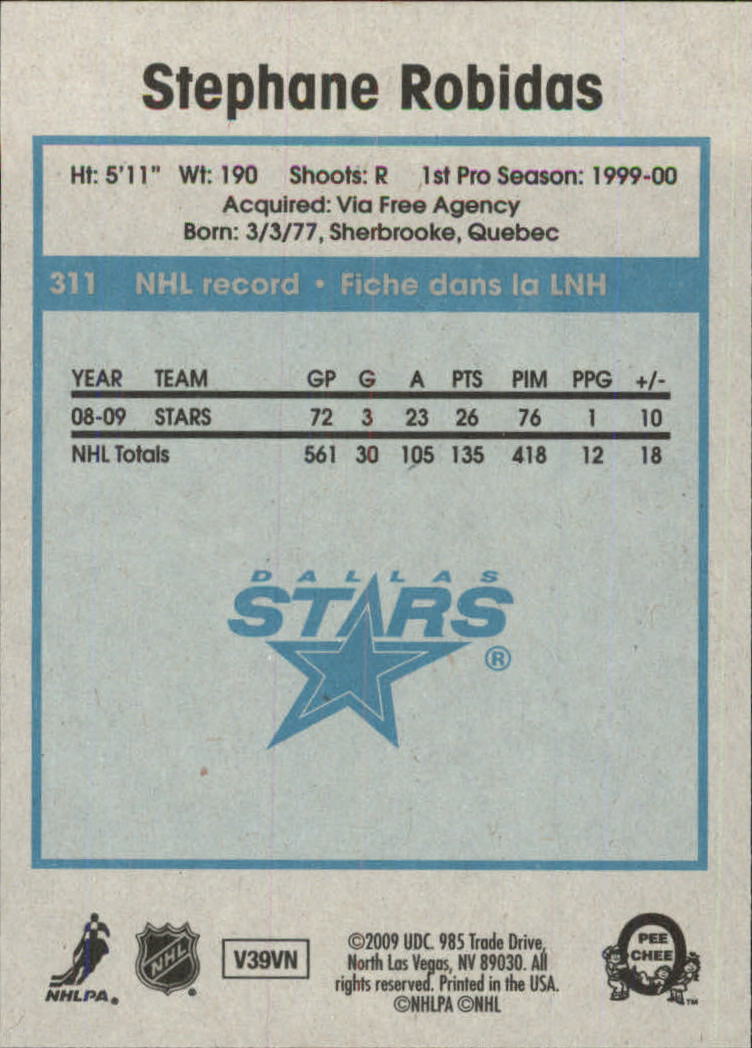 Stephane Robidas
Ht: 5'11" Wt: 190 Shoots: R 1st Pro Season: 1999-00
Acquired: Via Free Agency
Born: 3/3/77, Sherbrooke, Quebec
311 NHL record • Fiche dans la LNH
YEAR TEAM GP G A PTS PIM PPG +/-
08-09 STARS 72 3 23 26 76 1 10
NHL Totals 561 30 105 135 418 12 18
DALLAS
STARS
®
NHLPA®
NHL
V39VN
©2009 UDC. 985 Trade Drive,
North Las Vegas, NV 89030. All
rights reserved. Printed in the USA.
©NHLPA ©NHL
O
PEE
CHEE
™